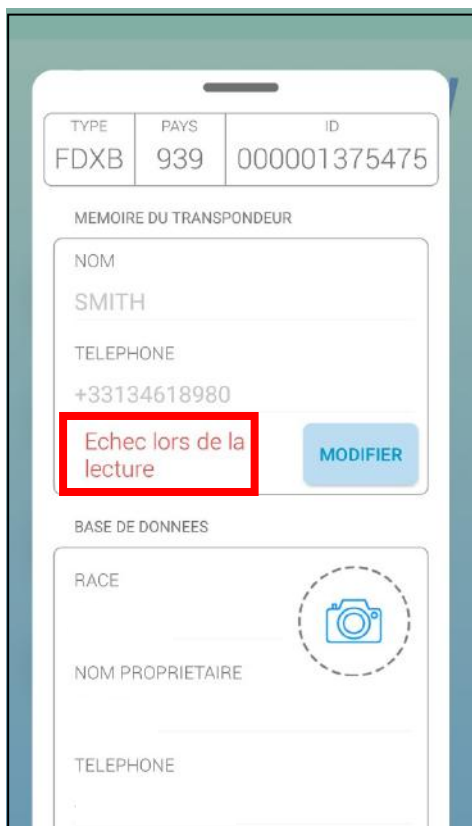 TYPE PAYS ID
FDXB 939 000001375475
MEMOIRE DU TRANSPONDEUR
NOM
SMITH
TELEPHONE
+33134618980
Echec lors de la
lecture
MODIFIER
BASE DE DONNEES
RACE
NOM PROPRIETAIRE
TELEPHONE